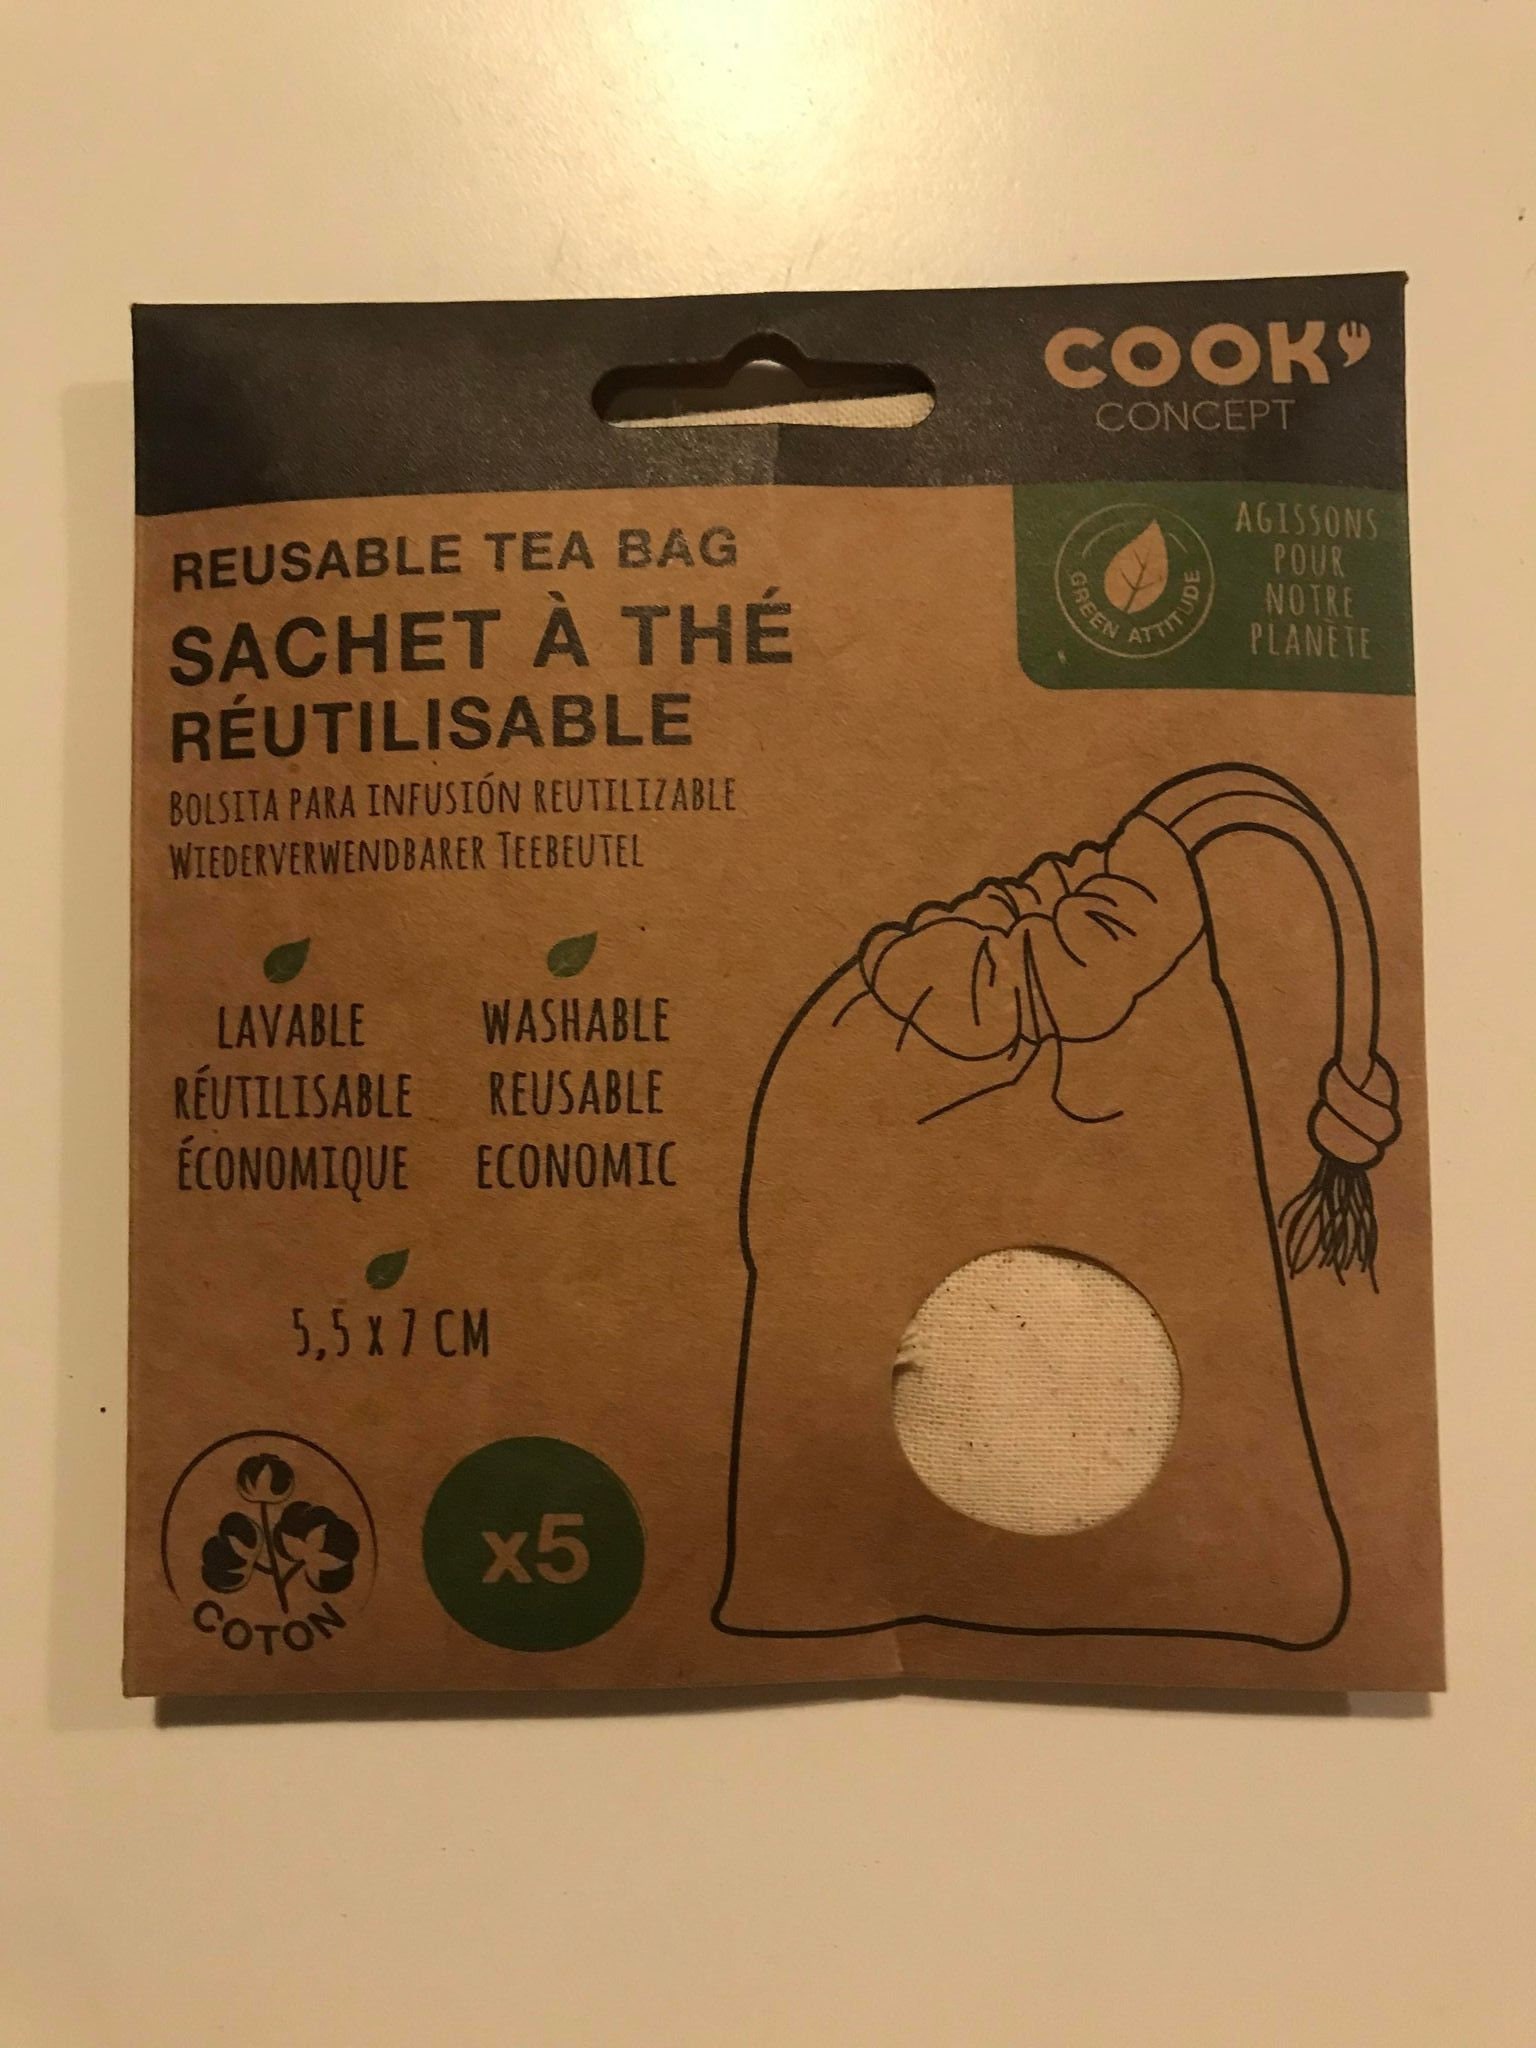 COOK'
CONCEPT
GREEN ATTITUDE
AGISSONS
POUR
NOTRE
PLANÈTE
REUSABLE TEA BAG
SACHET À THÉ
RÉUTILISABLE
BOLSITA PARA INFUSIÓN REUTILIZABLE
WIEDERVERWENDBARER TEEBEUTEL
LAVABLE
RÉUTILISABLE
ÉCONOMIQUE
WASHABLE
REUSABLE
ECONOMIC
5,5 X 7 CM
COTON
x5